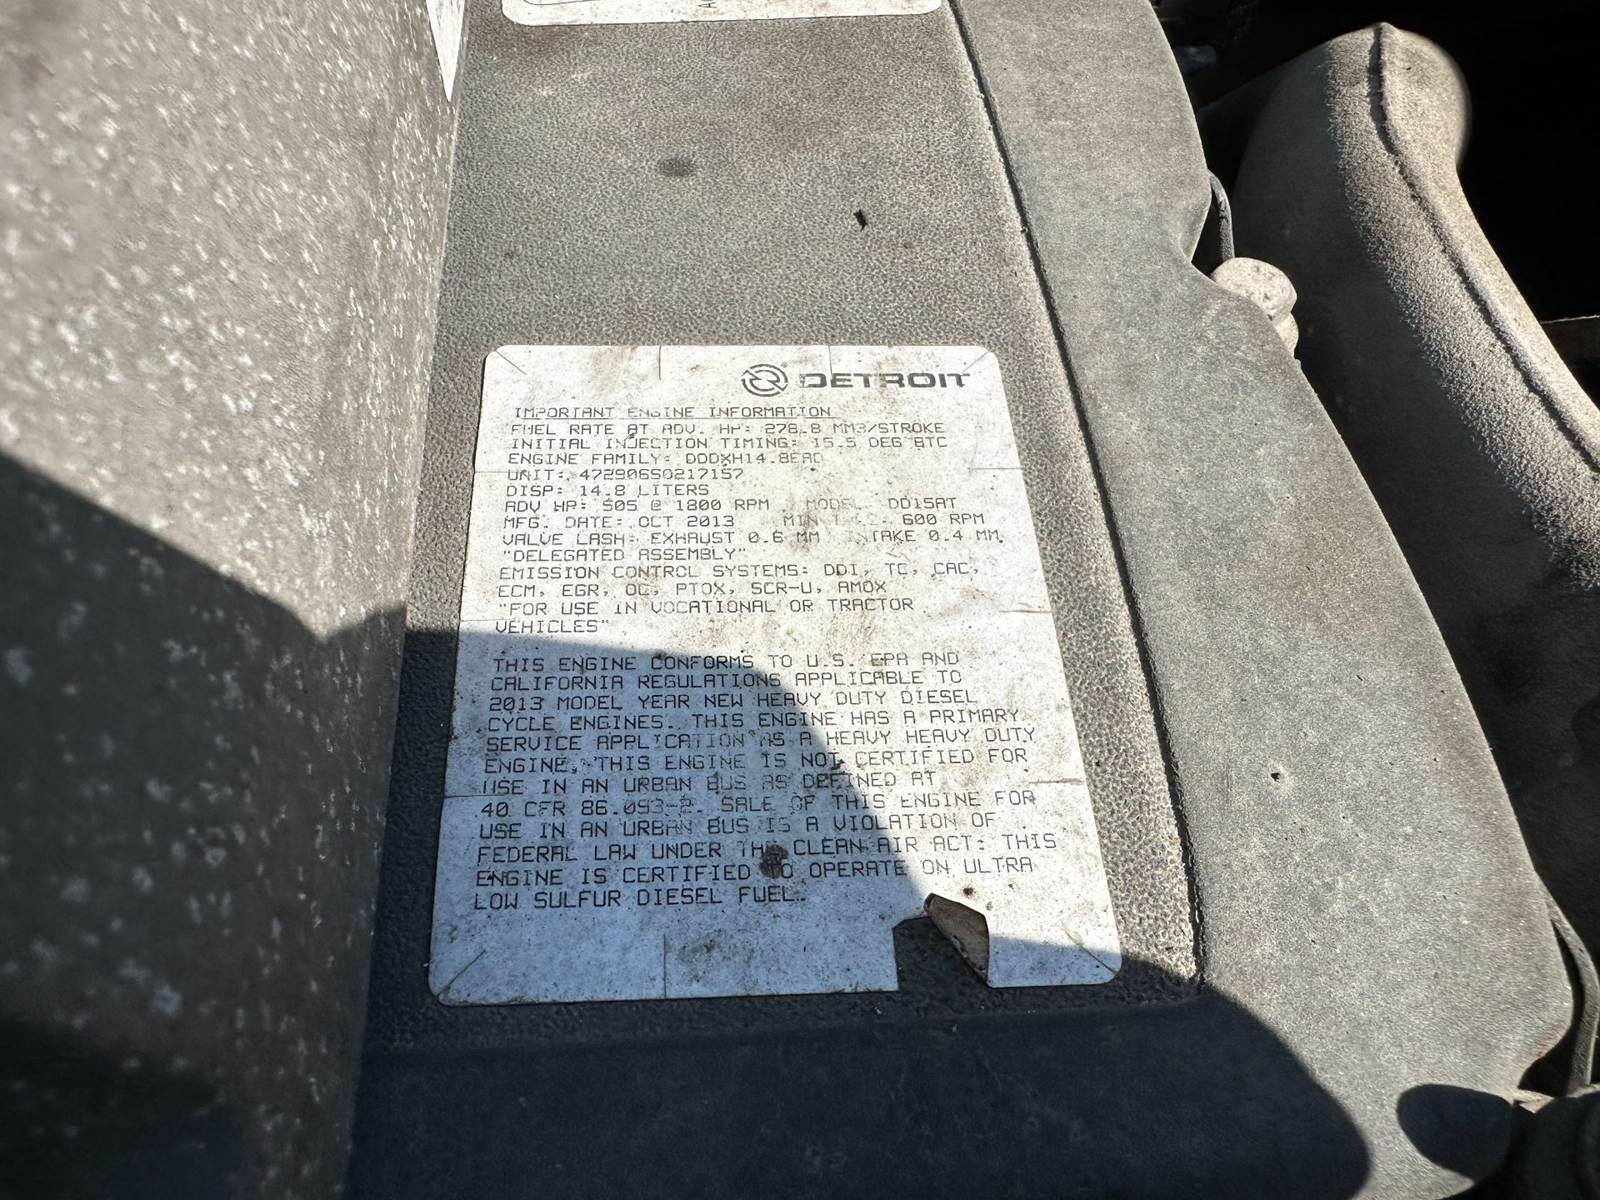 DETROIT
IMPORTANT ENGINE INFORMATION
FUEL RATE AT ADV. HP: 278.8 MM3/STROKE
INITIAL INJECTION TIMING: 15.5 DEG BTC
ENGINE FAMILY: DDDXH14.8EAD
UNIT: 472906S0217157
DISP: 14.8 LITERS
ADV HP: 505 @ 1800 RPM MODEL: DD15AT
MFG. DATE: OCT 2013 MIN 600 RPM
VALVE LASH: EXHAUST 0.6 MM INTAKE 0.4 MM
"DELEGATED ASSEMBLY"
EMISSION CONTROL SYSTEMS: DDI, TC, CAC,
ECM, EGR, OC, PTOX, SCR-U, AMOX
"FOR USE IN VOCATIONAL OR TRACTOR
VEHICLES"
THIS ENGINE CONFORMS TO U.S. EPA AND
CALIFORNIA REGULATIONS APPLICABLE TO
2013 MODEL YEAR NEW HEAVY DUTY DIESEL
CYCLE ENGINES. THIS ENGINE HAS A PRIMARY
SERVICE APPLICATION AS A HEAVY HEAVY DUTY
ENGINE. THIS ENGINE IS NOT CERTIFIED FOR
USE IN AN URBAN BUS AS DEFINED AT
40 CFR 86.093-2. SALE OF THIS ENGINE FOR
USE IN AN URBAN BUS IS A VIOLATION OF
FEDERAL LAW UNDER THE CLEAN AIR ACT: THIS
ENGINE IS CERTIFIED TO OPERATE ON ULTRA
LOW SULFUR DIESEL FUEL.